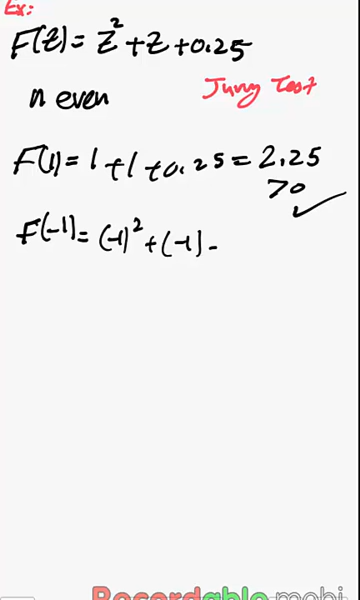 Ex:
F(z) = z² + z + 0.25
n even
Jury Test
F(1) = 1 + 1 + 0.25 = 2.25
>0 ✓
F(-1) = (-1)² + (-1) -
Recordable.mobi